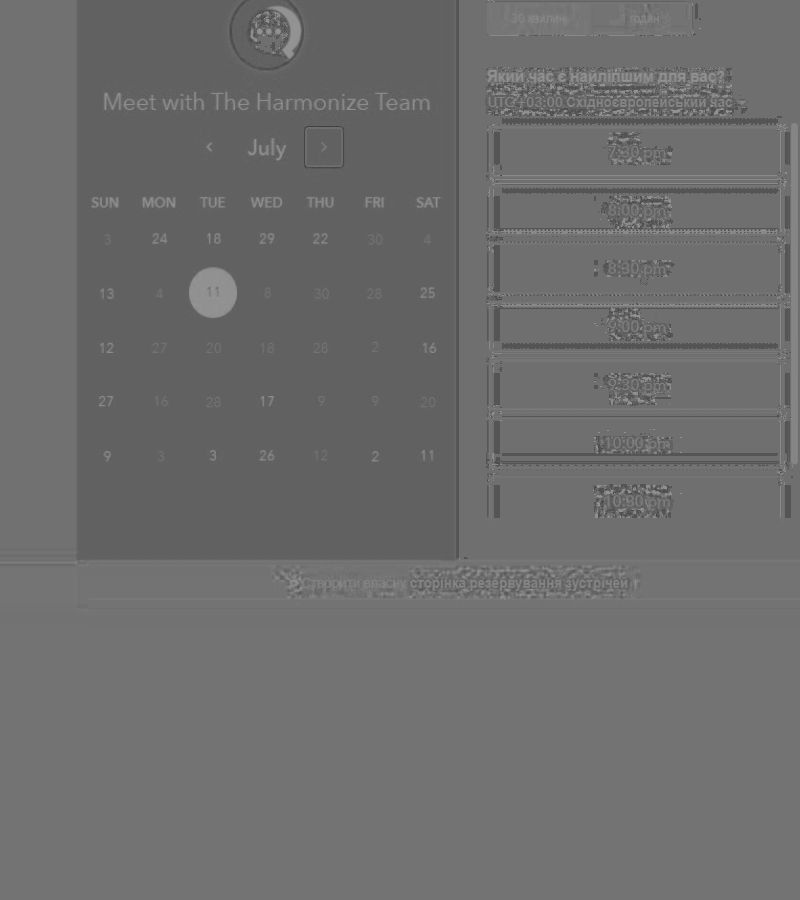 30 хвилин 1 годин
Meet with The Harmonize Team
‹ July ›
SUN MON TUE WED THU FRI SAT
3 24 18 29 22 30 4
13 4 11 8 30 28 25
12 27 20 18 28 2 16
27 16 28 17 9 9 20
9 3 3 26 12 2 11
Який час є найліпшим для вас?
UTC +03:00 Східноєвропейський час
7:30 pm
8:00 pm
8:30 pm
9:00 pm
9:30 pm
10:00 pm
10:30 pm
Створити власну сторінка резервування зустрічей